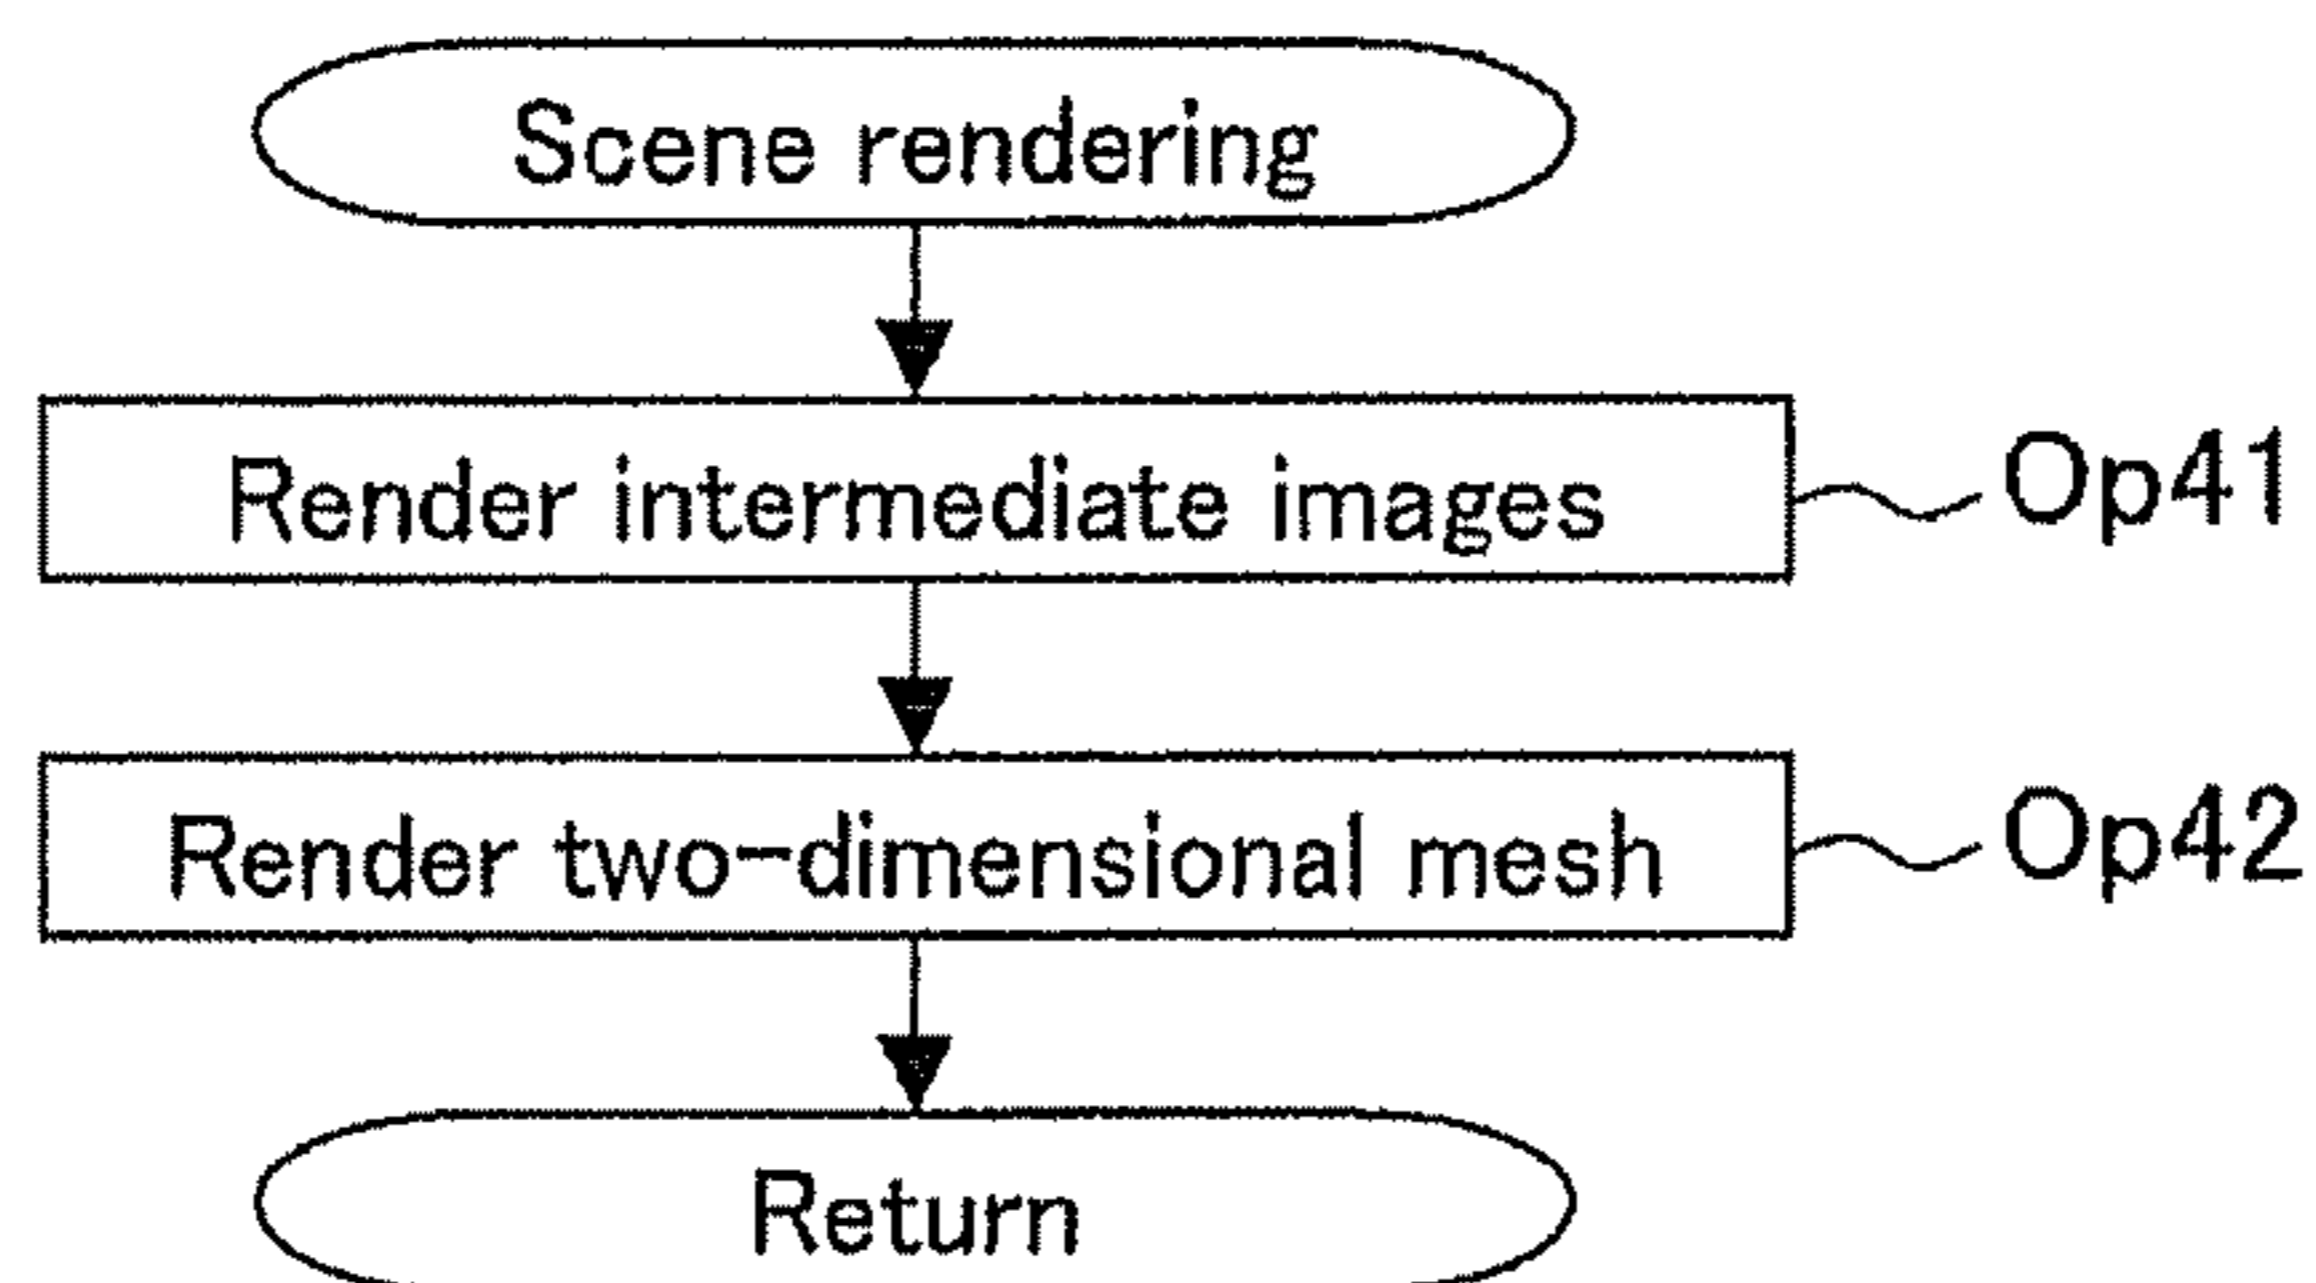 Scene rendering
Render intermediate images
Op41
Render two-dimensional mesh
Op42
Return